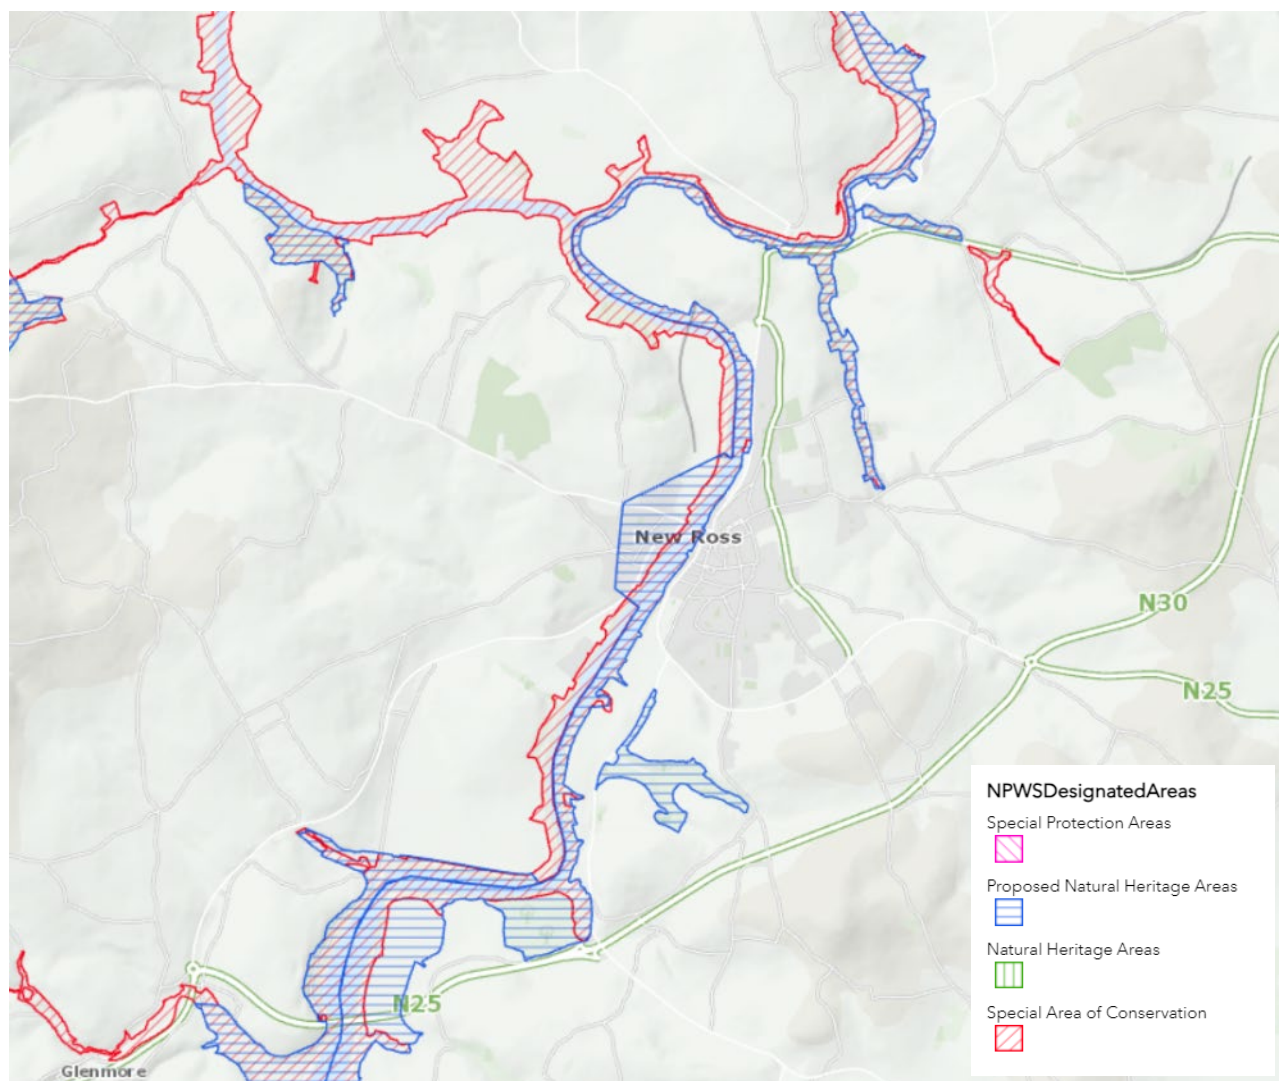 New Ross
N30
N25
NPWSDesignatedAreas
Special Protection Areas
Proposed Natural Heritage Areas
Natural Heritage Areas
N25
Special Area of Conservation
Glenmore